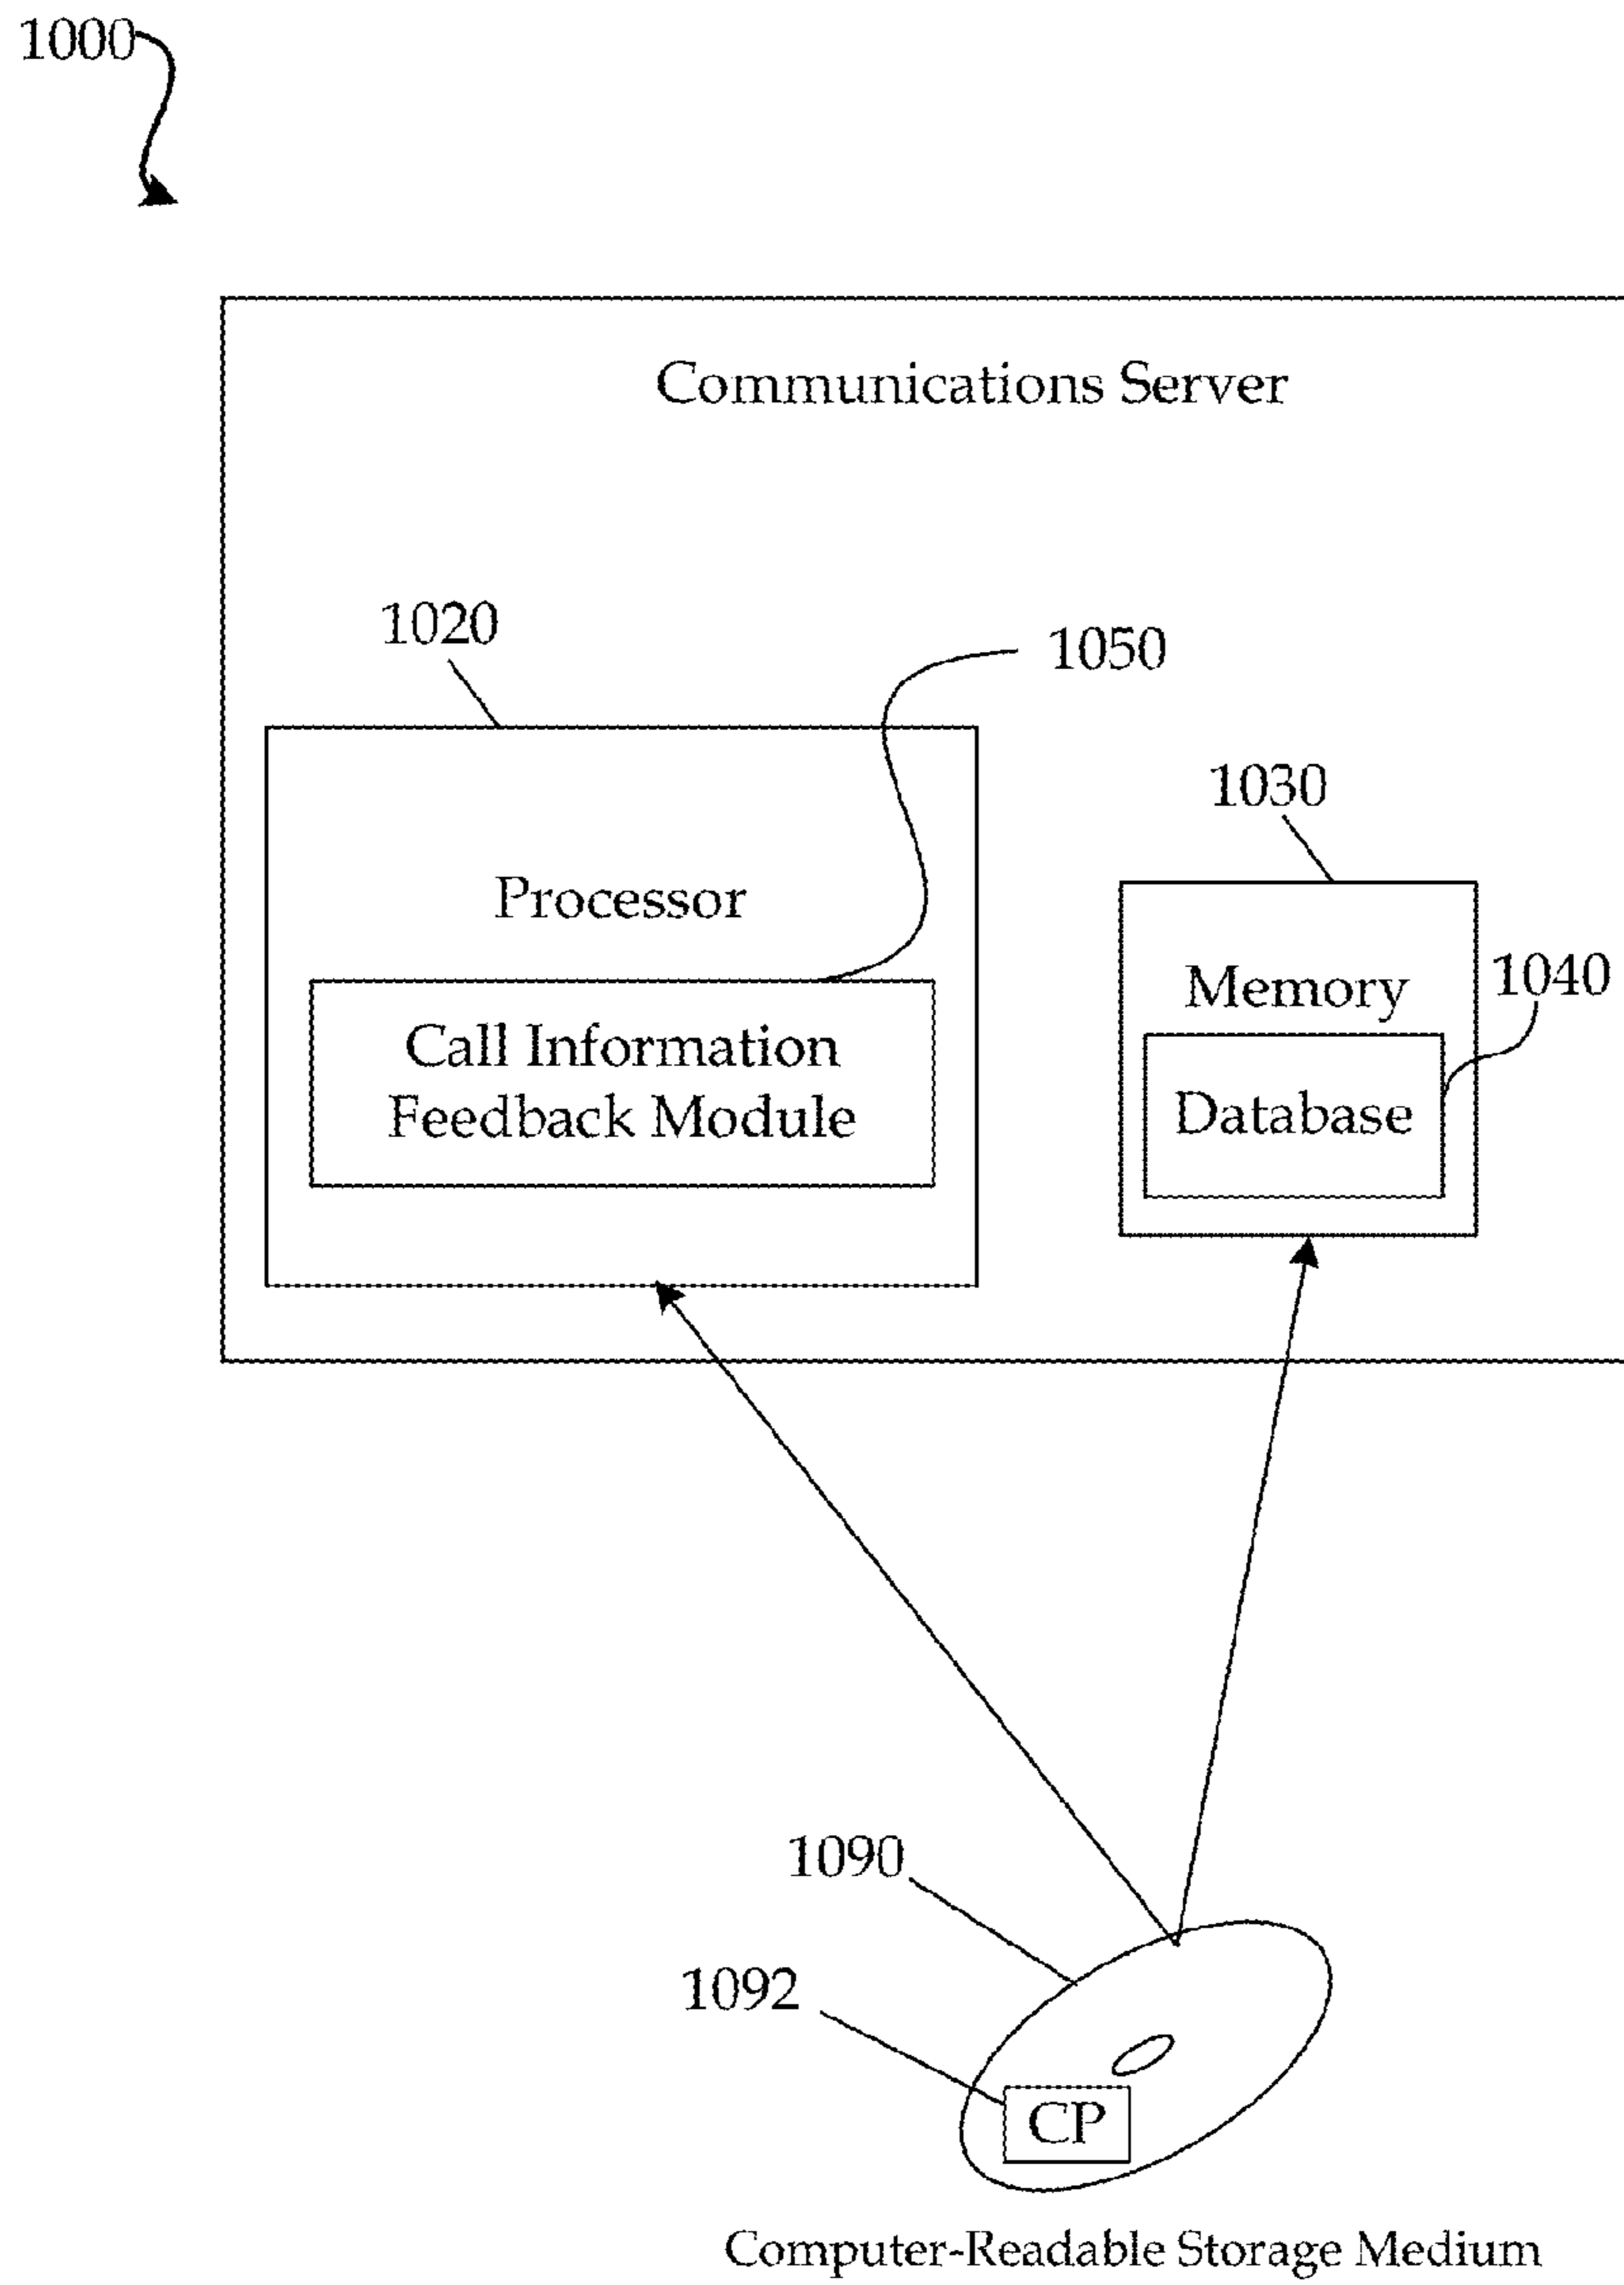 1000
Communications Server
1020
1050
1030
Processor
Memory
1040
Call Information
Feedback Module
Database
1090
1092
CP
Computer-Readable Storage Medium